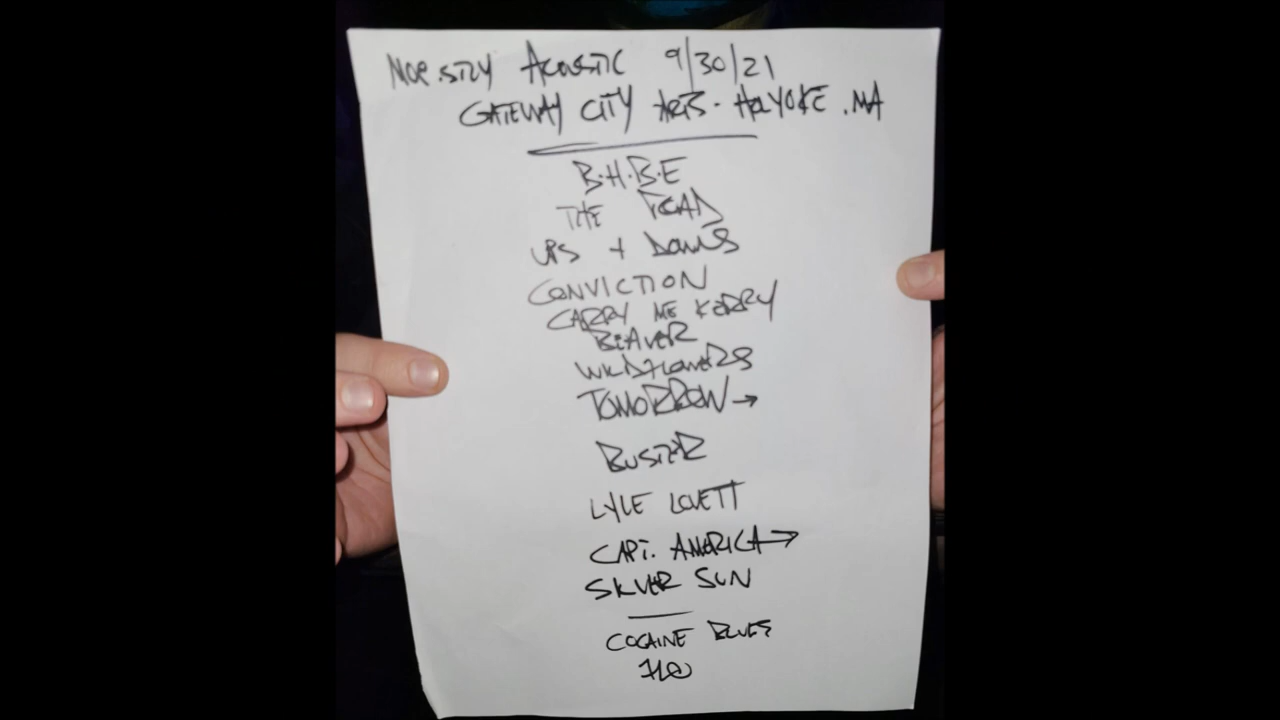 MOE.STLY ACOUSTIC 9/30/21
GATEWAY CITY ARTS - HOLYOKE .MA
B.H.B.E
THE ROAD
UPS + DOWNS
CONVICTION
CARRY ME KERRY
BEAVER
WILDFLOWERS
TOMORROW →
BUSTER
LYLE LOVETT
CAPT. AMERICA →
SILVER SUN
COCAINE BLUES